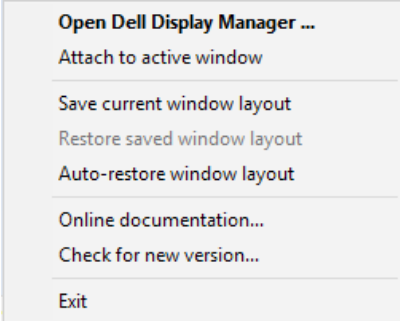 Open Dell Display Manager ...
Attach to active window
Save current window layout
Restore saved window layout
Auto-restore window layout
Online documentation...
Check for new version...
Exit